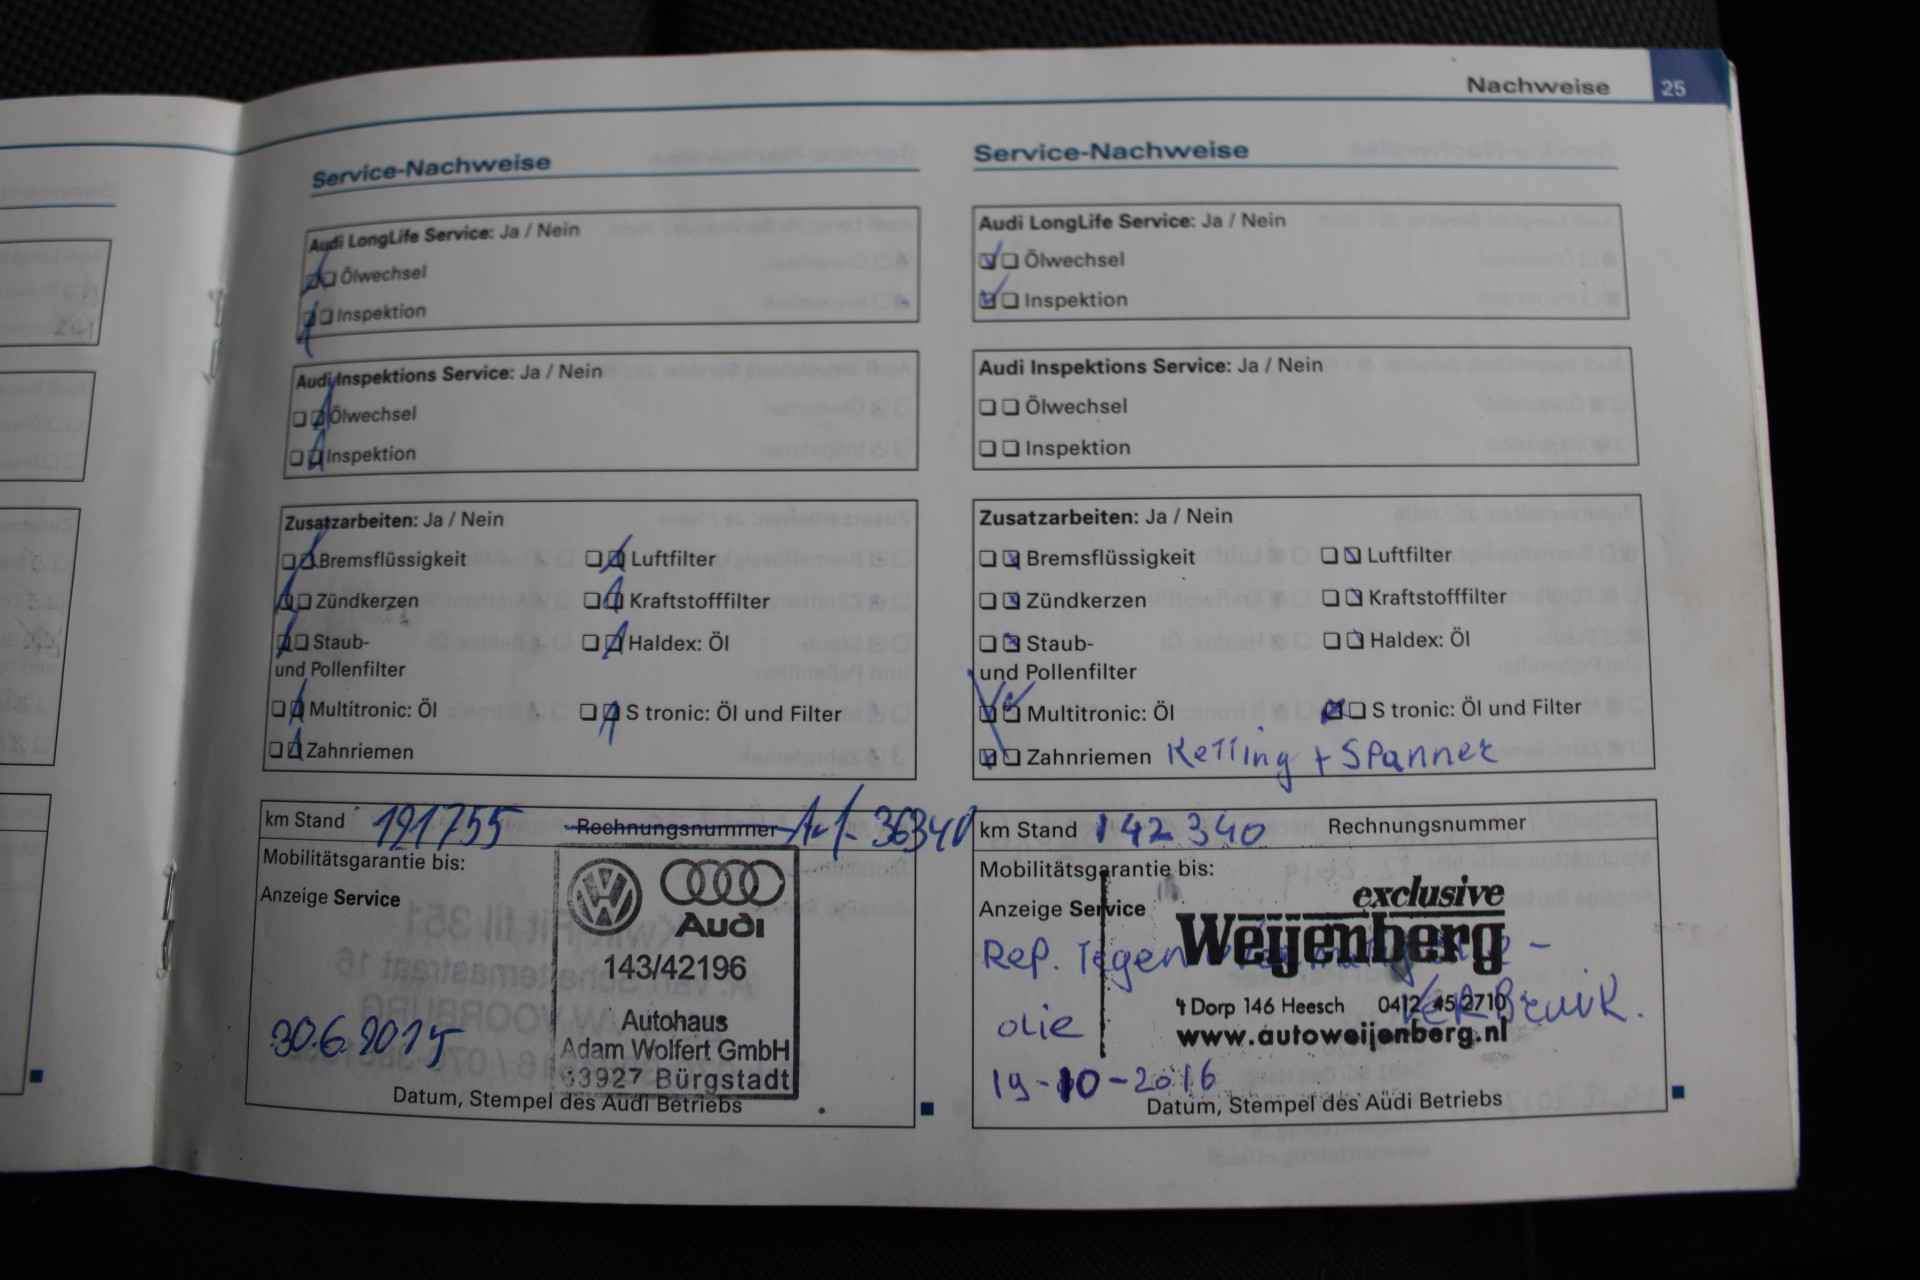 Nachweise 25
Service-Nachweise
Audi LongLife Service: Ja / Nein
Ölwechsel
Inspektion
Audi Inspektions Service: Ja / Nein
Ölwechsel
Inspektion
Zusatzarbeiten: Ja / Nein
Bremsflüssigkeit
Luftfilter
Zündkerzen
Kraftstofffilter
Staub-
und Pollenfilter
Haldex: Öl
Multitronic: Öl
S tronic: Öl und Filter
Zahnriemen
km Stand 121755 Rechnungsnummer 36340
Mobilitätsgarantie bis:
Anzeige Service
Audi
143/42196
Autohaus
Adam Wolfert GmbH
63927 Bürgstadt
30.6.2015
Datum, Stempel des Audi Betriebs
Service-Nachweise
Audi LongLife Service: Ja / Nein
Ölwechsel
Inspektion
Audi Inspektions Service: Ja / Nein
Ölwechsel
Inspektion
Zusatzarbeiten: Ja / Nein
Bremsflüssigkeit
Luftfilter
Zündkerzen
Kraftstofffilter
Staub-
und Pollenfilter
Haldex: Öl
Multitronic: Öl
S tronic: Öl und Filter
Zahnriemen Ketting + Spanner
km Stand 142340 Rechnungsnummer
Mobilitätsgarantie bis:
Anzeige Service
exclusive
Weijenberg
't Dorp 146 Heesch 0412 452710
www.autoweijenberg.nl
Rep. Tegen
olie verbruik.
19-10-2016
Datum, Stempel des Audi Betriebs